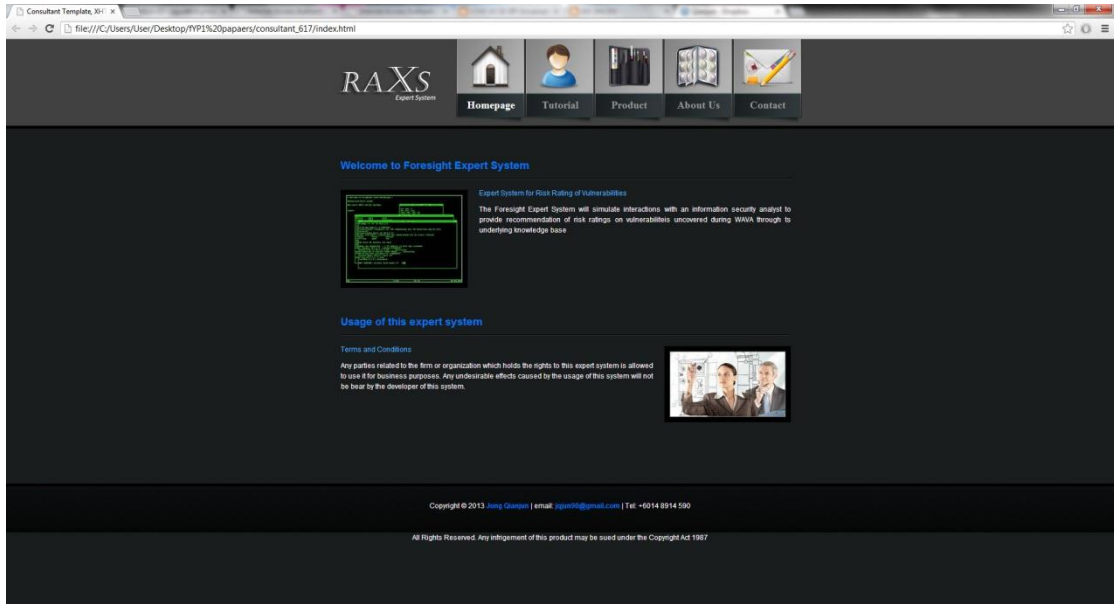 Consultant Template, XH
file:///C:/Users/User/Desktop/fYP1%20papaers/consultant_617/index.html
RAXS
Expert System
Homepage
Tutorial
Product
About Us
Contact
Welcome to Foresight Expert System
Expert System for Risk Rating of Vulnerabilities
The Foresight Expert System will simulate interactions with an information security analyst to
provide recommendation of risk ratings on vulnerabiliteis uncovered during WAVA through ts
underlying knowledge base
Usage of this expert system
Terms and Conditions
Any parties related to the firm or organization which holds the rights to this expert system is allowed
to use it for business purposes. Any undesirable effects caused by the usage of this system will not
be bear by the developer of this system.
Copyright © 2013 Jung Qianjun | email: @gmail.com | Tel: +6014 8914 590
All Rights Reserved. Any infrigement of this product may be sued under the Copyright Act 1987